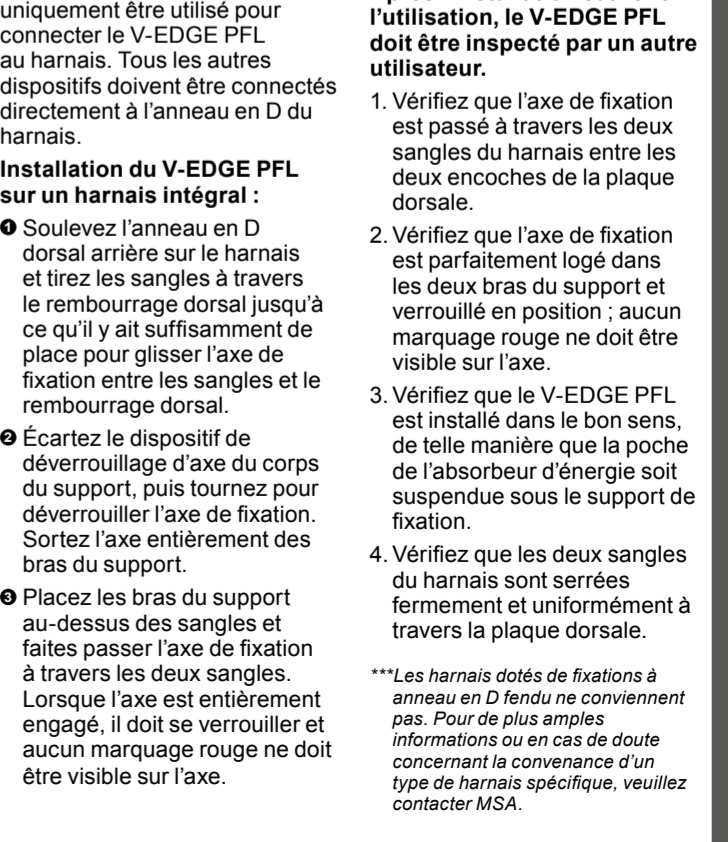 uniquement être utilisé pour
connecter le V-EDGE PFL
au harnais. Tous les autres
dispositifs doivent être connectés
directement à l'anneau en D du
harnais.
Installation du V-EDGE PFL
sur un harnais intégral :
❶ Soulevez l'anneau en D
dorsal arrière sur le harnais
et tirez les sangles à travers
le rembourrage dorsal jusqu'à
ce qu'il y ait suffisamment de
place pour glisser l'axe de
fixation entre les sangles et le
rembourrage dorsal.
❷ Écartez le dispositif de
déverrouillage d'axe du corps
du support, puis tournez pour
déverrouiller l'axe de fixation.
Sortez l'axe entièrement des
bras du support.
❸ Placez les bras du support
au-dessus des sangles et
faites passer l'axe de fixation
à travers les deux sangles.
Lorsque l'axe est entièrement
engagé, il doit se verrouiller et
aucun marquage rouge ne doit
être visible sur l'axe.
l'utilisation, le V-EDGE PFL
doit être inspecté par un autre
utilisateur.
1. Vérifiez que l'axe de fixation
est passé à travers les deux
sangles du harnais entre les
deux encoches de la plaque
dorsale.
2. Vérifiez que l'axe de fixation
est parfaitement logé dans
les deux bras du support et
verrouillé en position ; aucun
marquage rouge ne doit être
visible sur l'axe.
3. Vérifiez que le V-EDGE PFL
est installé dans le bon sens,
de telle manière que la poche
de l'absorbeur d'énergie soit
suspendue sous le support de
fixation.
4. Vérifiez que les deux sangles
du harnais sont serrées
fermement et uniformément à
travers la plaque dorsale.
***Les harnais dotés de fixations à
anneau en D fendu ne conviennent
pas. Pour de plus amples
informations ou en cas de doute
concernant la convenance d'un
type de harnais spécifique, veuillez
contacter MSA.